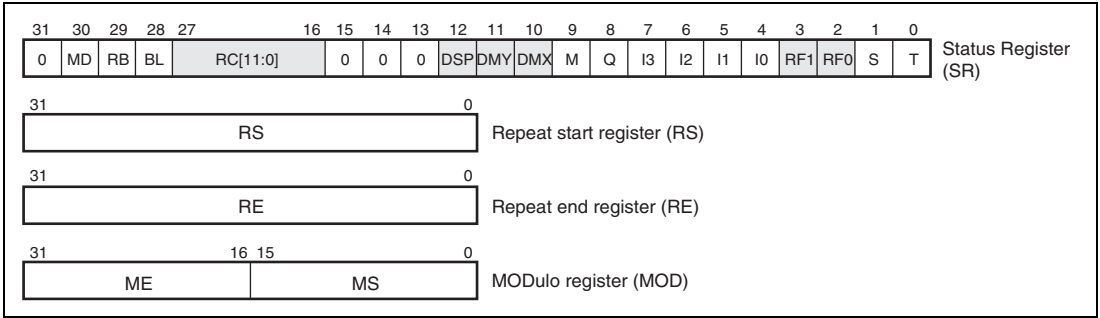 31 30 29 28 27 16 15 14 13 12 11 10 9 8 7 6 5 4 3 2 1 0
0 MD RB BL RC[11:0] 0 0 0 DSP DMY DMX M Q I3 I2 I1 I0 RF1 RF0 S T
Status Register
(SR)
31 0
RS Repeat start register (RS)
31 0
RE Repeat end register (RE)
31 16 15 0
ME MS MODulo register (MOD)